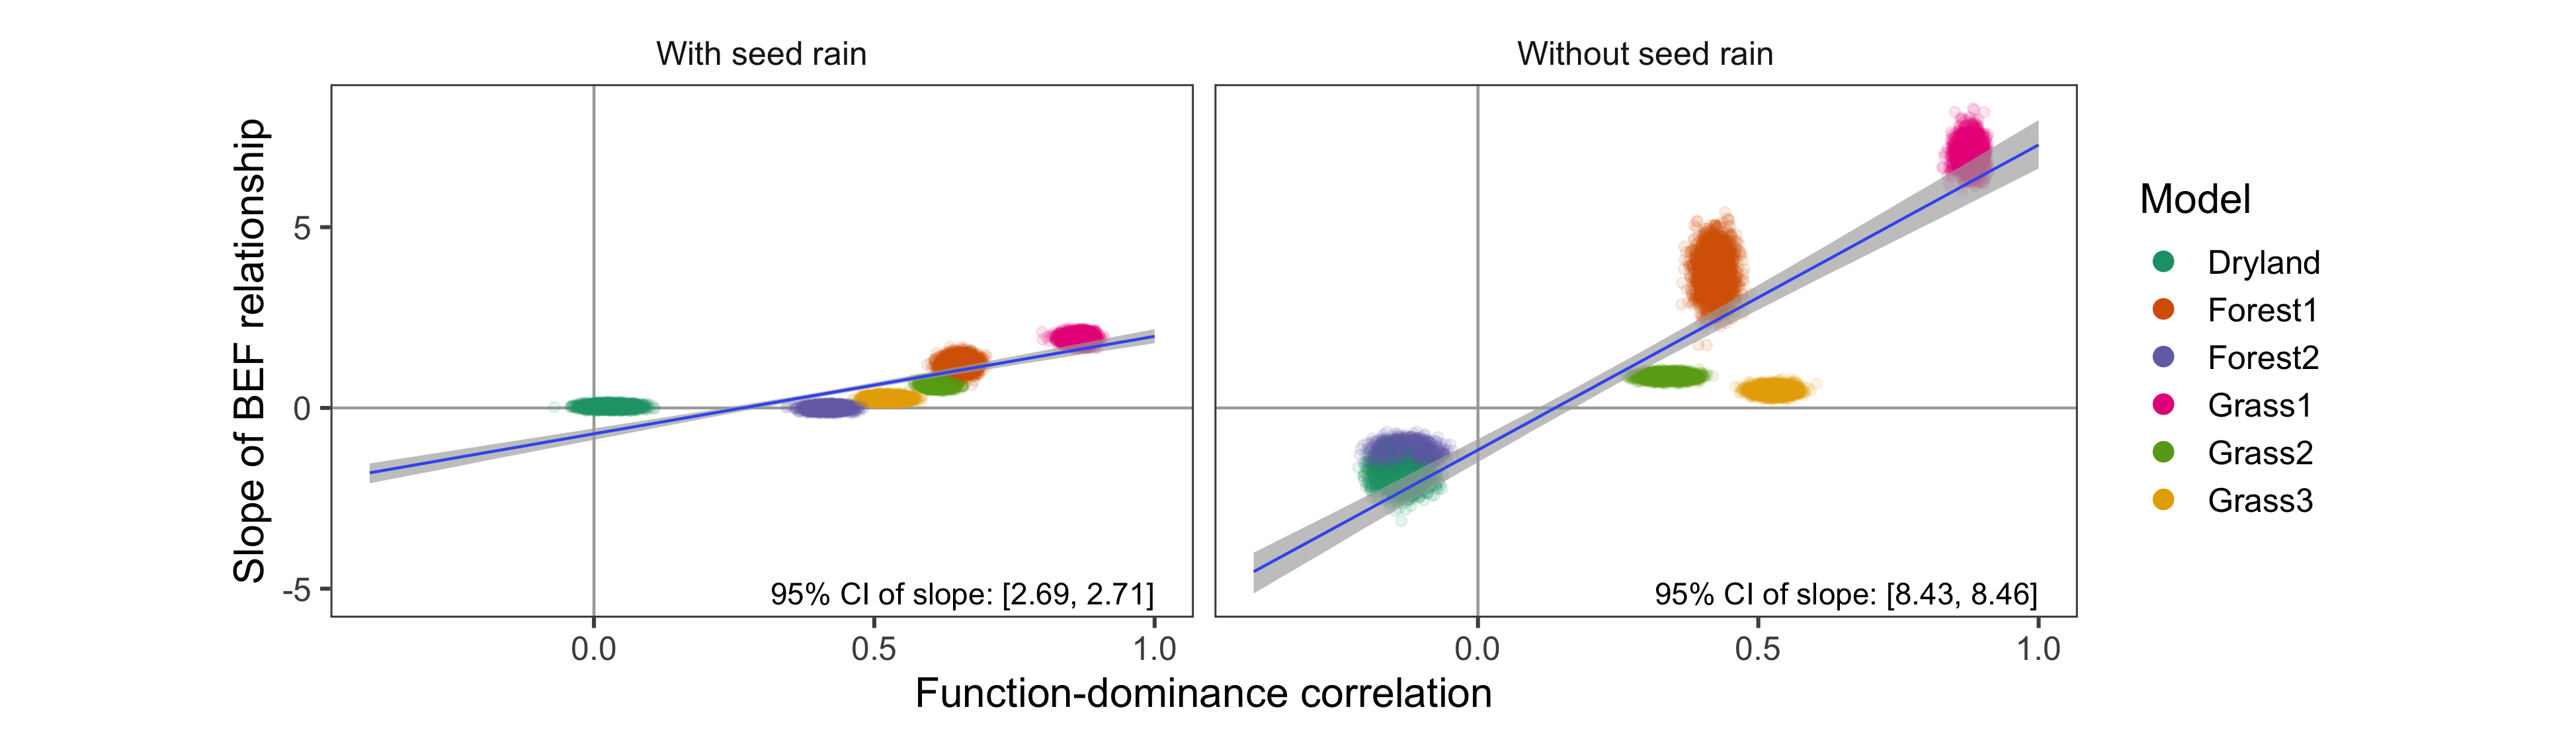 With seed rain
Without seed rain
Slope of BEF relationship
5
0
-5
95% CI of slope: [2.69, 2.71]
95% CI of slope: [8.43, 8.46]
0.0
0.5
1.0
0.0
0.5
1.0
Function-dominance correlation
Model
Dryland
Forest1
Forest2
Grass1
Grass2
Grass3